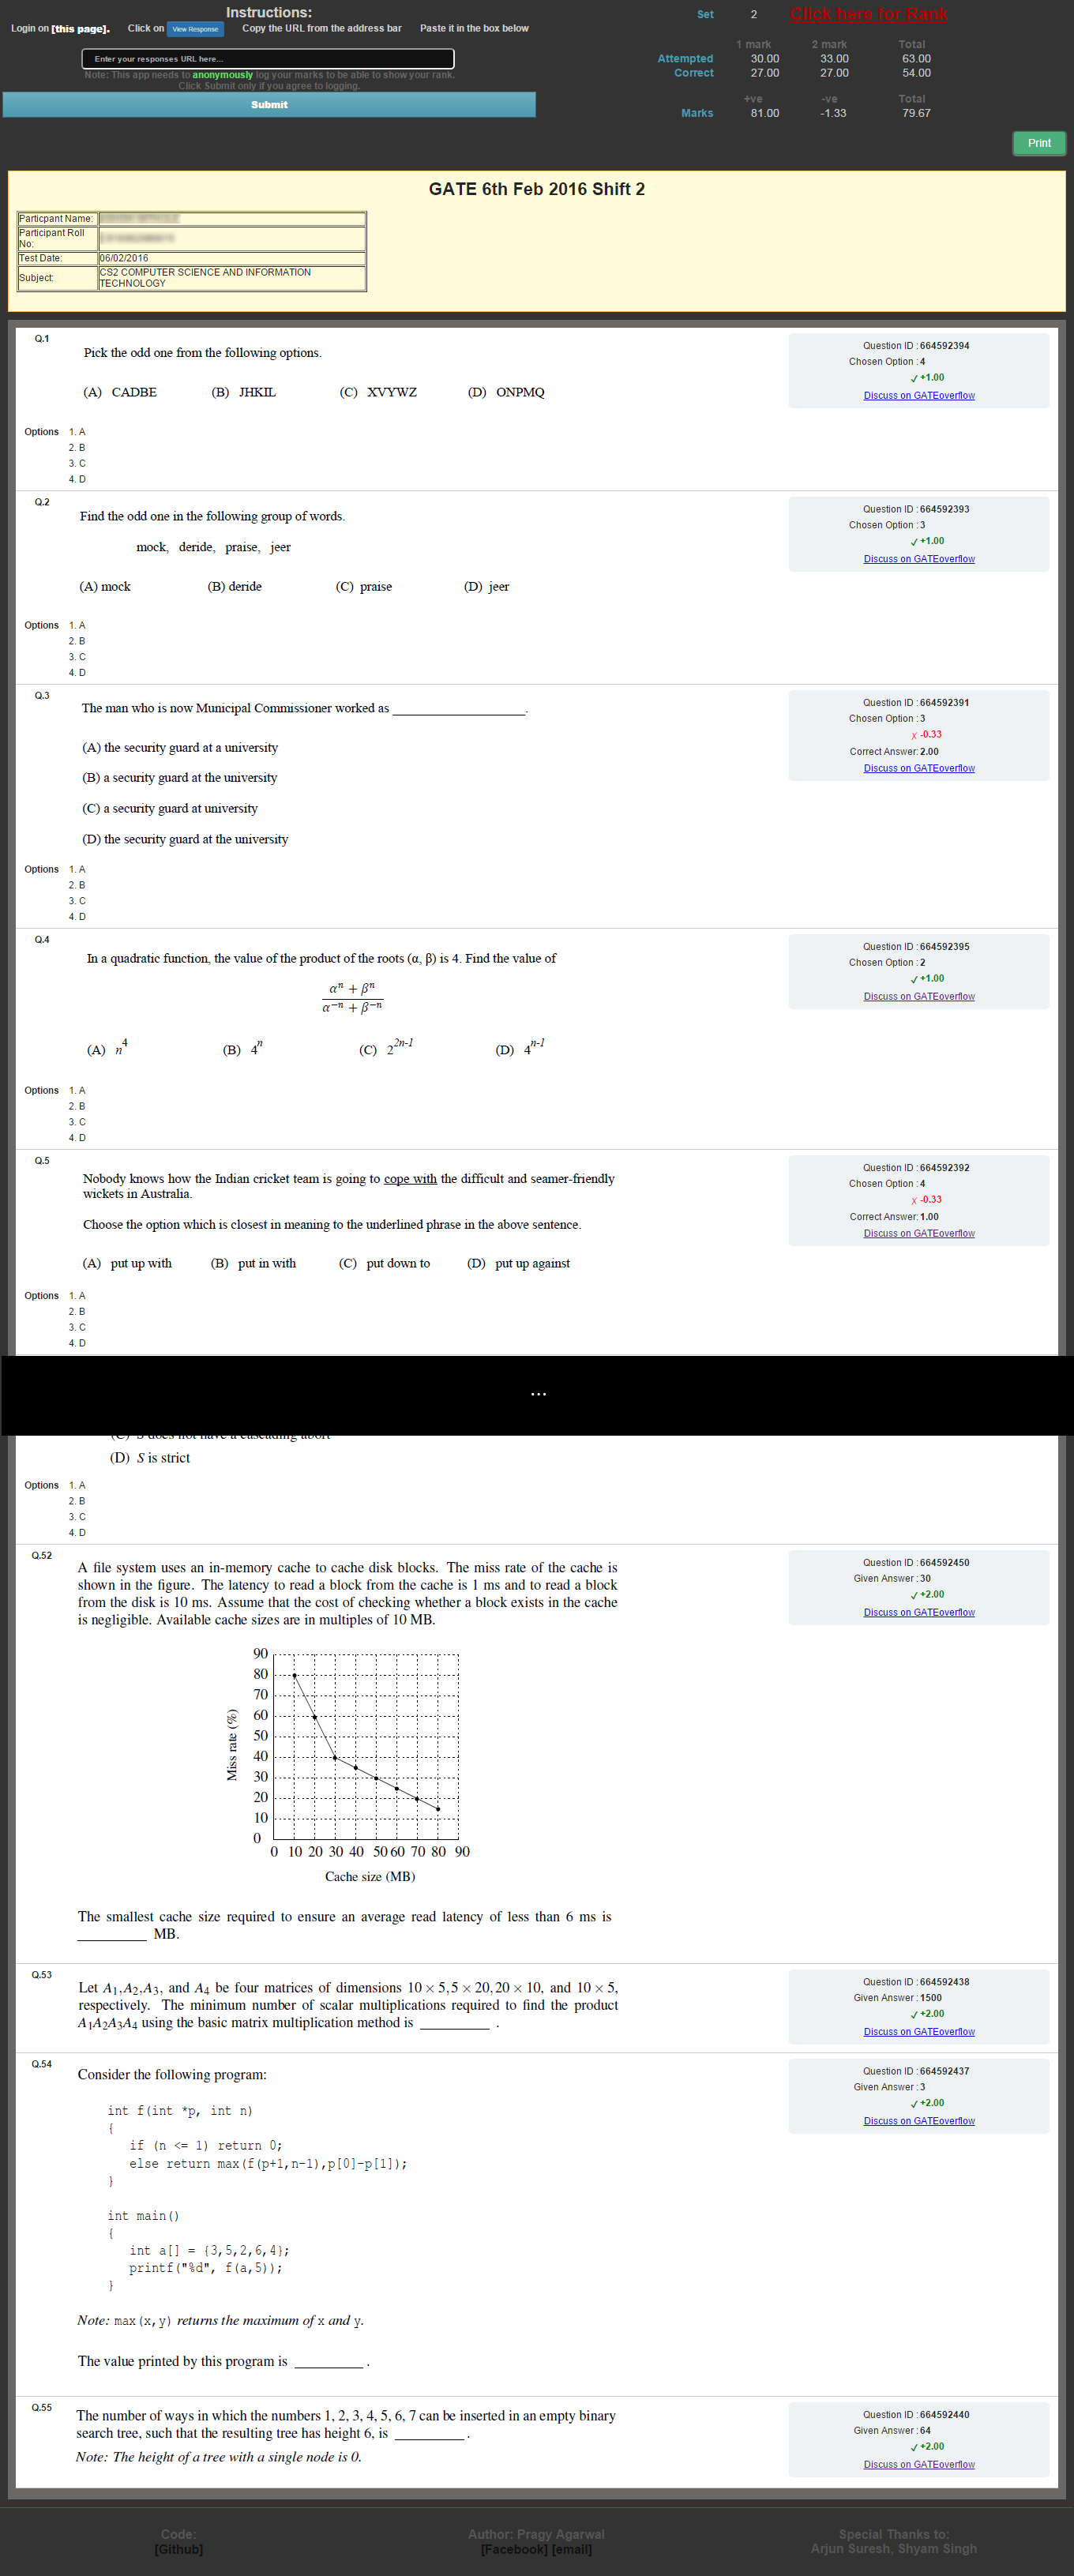 Instructions:
Login on [this page]. Click on View Response Copy the URL from the address bar Paste it in the box below
Enter your responses URL here...
Note: This app needs to anonymously log your marks to be able to show your rank.
Click Submit only if you agree to logging.
Submit
Set 2 Click here for Rank
1 mark 2 mark Total
Attempted 30.00 33.00 63.00
Correct 27.00 27.00 54.00
+ve -ve Total
Marks 81.00 -1.33 79.67
Print
GATE 6th Feb 2016 Shift 2
Particpant Name:
Participant Roll
No:
Test Date: 06/02/2016
Subject: CS2 COMPUTER SCIENCE AND INFORMATION
TECHNOLOGY
Q.1
Pick the odd one from the following options.
(A) CADBE (B) JHKIL (C) XVYWZ (D) ONPMQ
Options 1. A
2. B
3. C
4. D
Question ID : 664592394
Chosen Option : 4
✓ +1.00
Discuss on GATEoverflow
Q.2
Find the odd one in the following group of words.
mock, deride, praise, jeer
(A) mock (B) deride (C) praise (D) jeer
Options 1. A
2. B
3. C
4. D
Question ID : 664592393
Chosen Option : 3
✓ +1.00
Discuss on GATEoverflow
Q.3
The man who is now Municipal Commissioner worked as ____________________.
(A) the security guard at a university
(B) a security guard at the university
(C) a security guard at university
(D) the security guard at the university
Options 1. A
2. B
3. C
4. D
Question ID : 664592391
Chosen Option : 3
✗ -0.33
Correct Answer: 2.00
Discuss on GATEoverflow
Q.4
In a quadratic function, the value of the product of the roots (α, β) is 4. Find the value of
αⁿ + βⁿ
α⁻ⁿ + β⁻ⁿ
(A) n⁴ (B) 4ⁿ (C) 2²ⁿ⁻¹ (D) 4ⁿ⁻¹
Options 1. A
2. B
3. C
4. D
Question ID : 664592395
Chosen Option : 2
✓ +1.00
Discuss on GATEoverflow
Q.5
Nobody knows how the Indian cricket team is going to cope with the difficult and seamer-friendly
wickets in Australia.
Choose the option which is closest in meaning to the underlined phrase in the above sentence.
(A) put up with (B) put in with (C) put down to (D) put up against
Options 1. A
2. B
3. C
4. D
Question ID : 664592392
Chosen Option : 4
✗ -0.33
Correct Answer: 1.00
Discuss on GATEoverflow
...
(C) S does not have a cascading abort
(D) S is strict
Options 1. A
2. B
3. C
4. D
Q.52
A file system uses an in-memory cache to cache disk blocks. The miss rate of the cache is
shown in the figure. The latency to read a block from the cache is 1 ms and to read a block
from the disk is 10 ms. Assume that the cost of checking whether a block exists in the cache
is negligible. Available cache sizes are in multiples of 10 MB.
Miss rate (%)
90
80
70
60
50
40
30
20
10
0
0 10 20 30 40 50 60 70 80 90
Cache size (MB)
The smallest cache size required to ensure an average read latency of less than 6 ms is
__________ MB.
Question ID : 664592450
Given Answer : 30
✓ +2.00
Discuss on GATEoverflow
Q.53
Let A₁,A₂,A₃, and A₄ be four matrices of dimensions 10 × 5, 5 × 20, 20 × 10, and 10 × 5,
respectively. The minimum number of scalar multiplications required to find the product
A₁A₂A₃A₄ using the basic matrix multiplication method is __________ .
Question ID : 664592438
Given Answer : 1500
✓ +2.00
Discuss on GATEoverflow
Q.54
Consider the following program:
int f(int *p, int n)
{
if (n <= 1) return 0;
else return max(f(p+1,n-1),p[0]-p[1]);
}
int main()
{
int a[] = {3,5,2,6,4};
printf("%d", f(a,5));
}
Note: max(x,y) returns the maximum of x and y.
The value printed by this program is __________ .
Question ID : 664592437
Given Answer : 3
✓ +2.00
Discuss on GATEoverflow
Q.55
The number of ways in which the numbers 1, 2, 3, 4, 5, 6, 7 can be inserted in an empty binary
search tree, such that the resulting tree has height 6, is __________ .
Note: The height of a tree with a single node is 0.
Question ID : 664592440
Given Answer : 64
✓ +2.00
Discuss on GATEoverflow
Code:
[Github]
Author: Pragy Agarwal
[Facebook] [email]
Special Thanks to:
Arjun Suresh, Shyam Singh